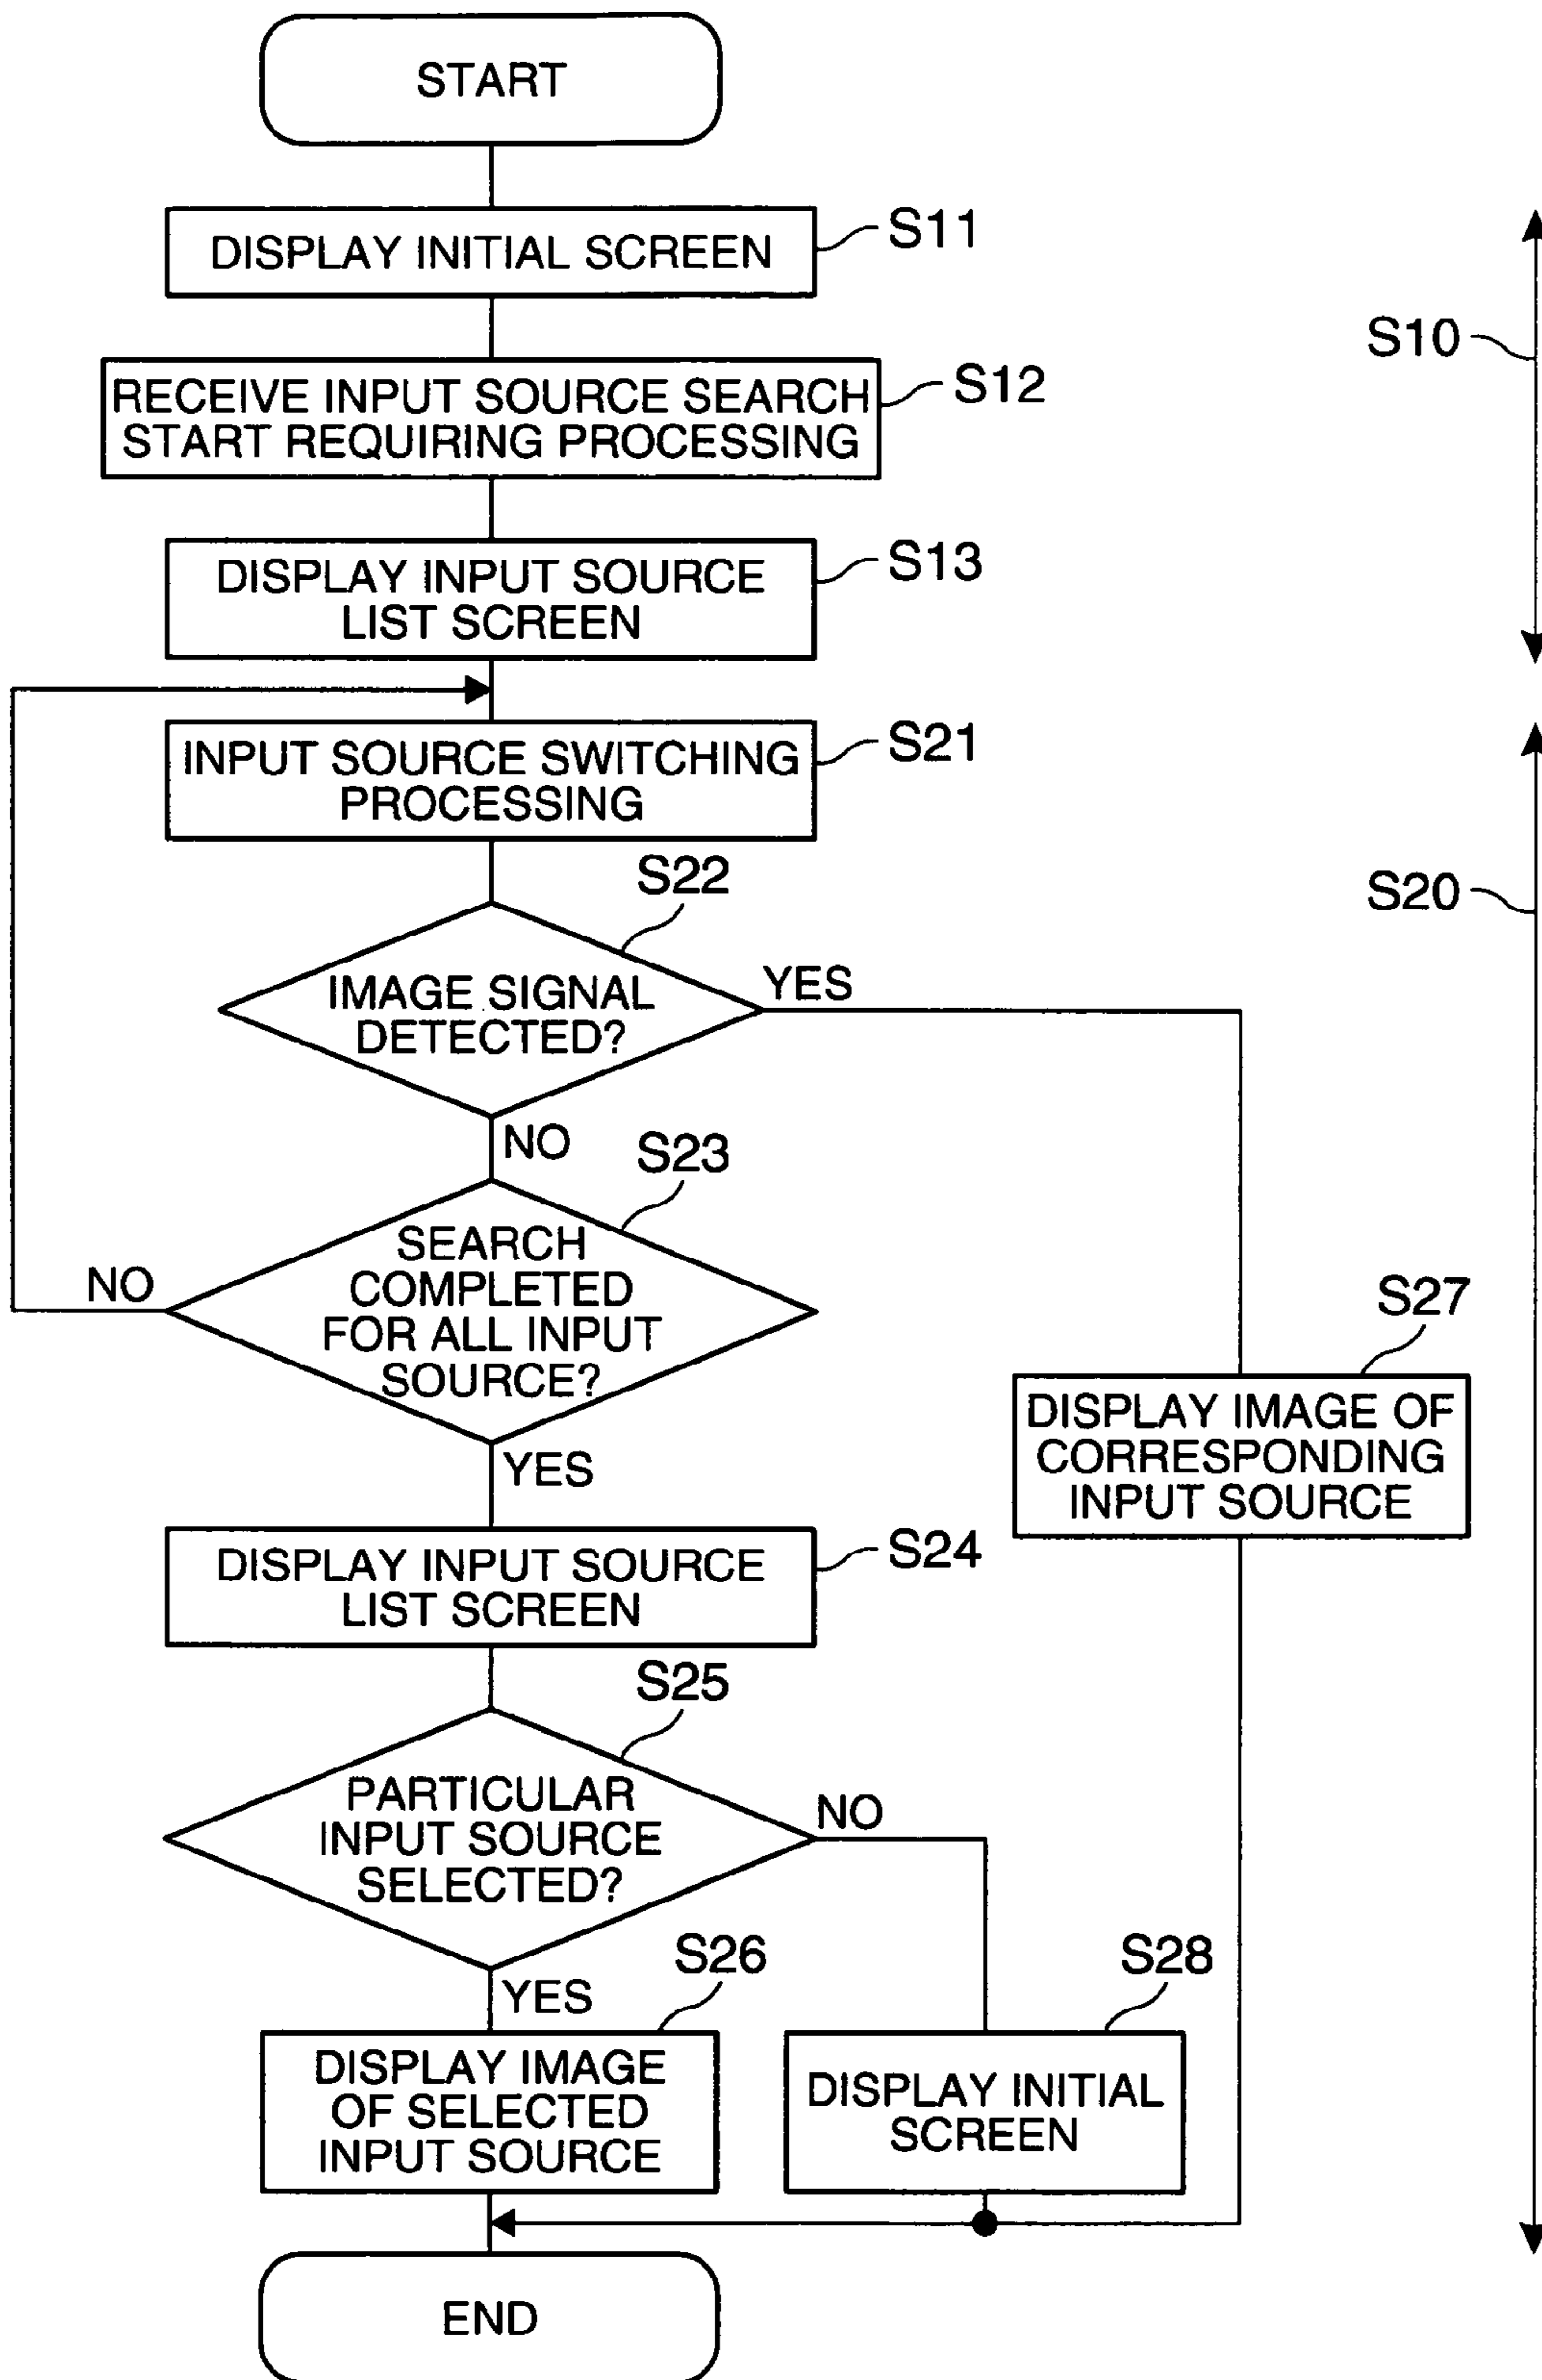 START
DISPLAY INITIAL SCREEN
S11
S10
RECEIVE INPUT SOURCE SEARCH
START REQUIRING PROCESSING
S12
DISPLAY INPUT SOURCE
LIST SCREEN
S13
INPUT SOURCE SWITCHING
PROCESSING
S21
S22
S20
IMAGE SIGNAL
DETECTED?
YES
NO
S23
SEARCH
COMPLETED
FOR ALL INPUT
SOURCE?
NO
YES
S27
DISPLAY IMAGE OF
CORRESPONDING
INPUT SOURCE
DISPLAY INPUT SOURCE
LIST SCREEN
S24
S25
PARTICULAR
INPUT SOURCE
SELECTED?
NO
YES
S26
DISPLAY IMAGE
OF SELECTED
INPUT SOURCE
S28
DISPLAY INITIAL
SCREEN
END